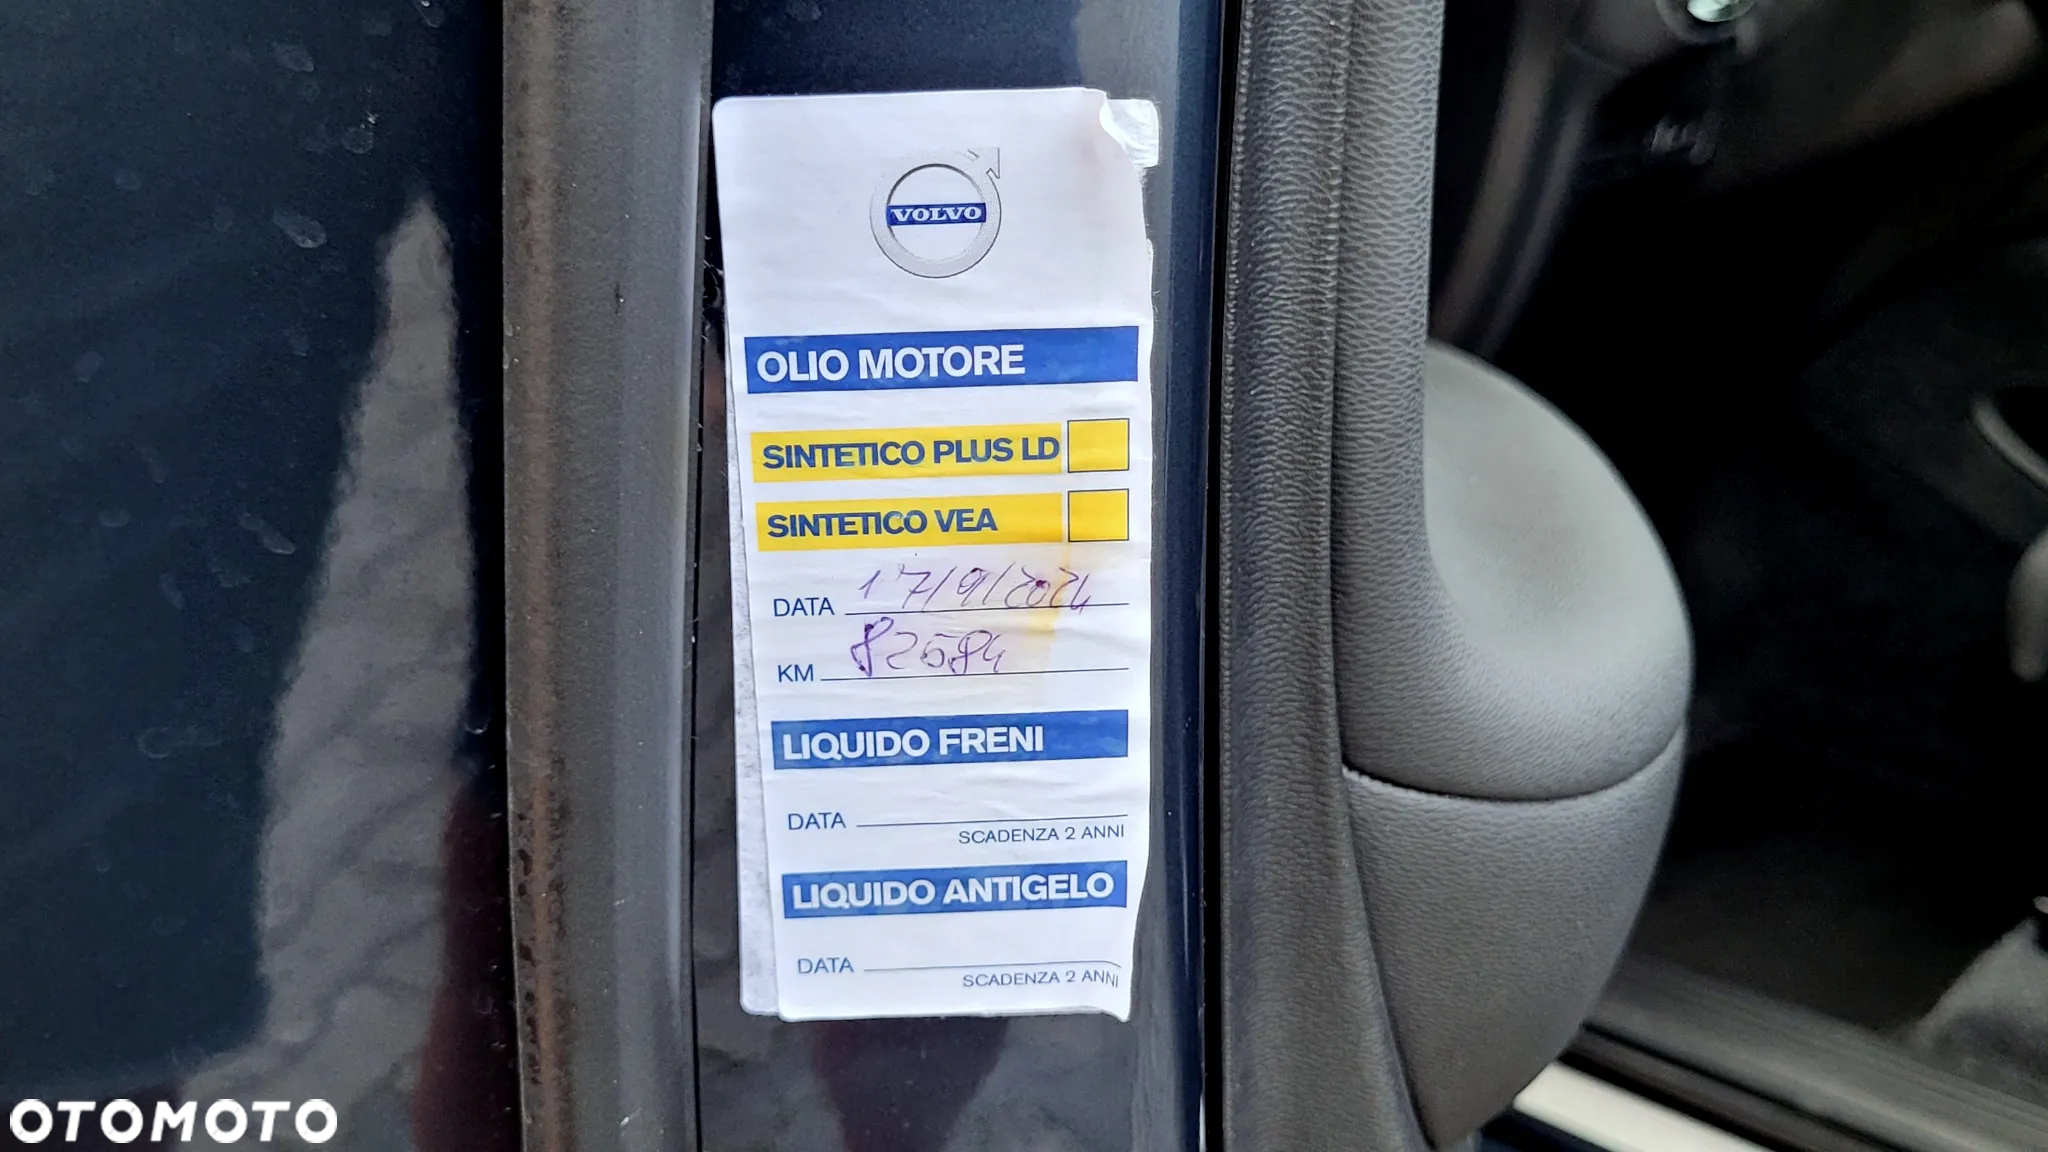 VOLVO
OLIO MOTORE
SINTETICO PLUS LD
SINTETICO VEA
DATA 17/9/2024
KM 82584
LIQUIDO FRENI
DATA
SCADENZA 2 ANNI
LIQUIDO ANTIGELO
DATA
SCADENZA 2 ANNI
OTOMOTO